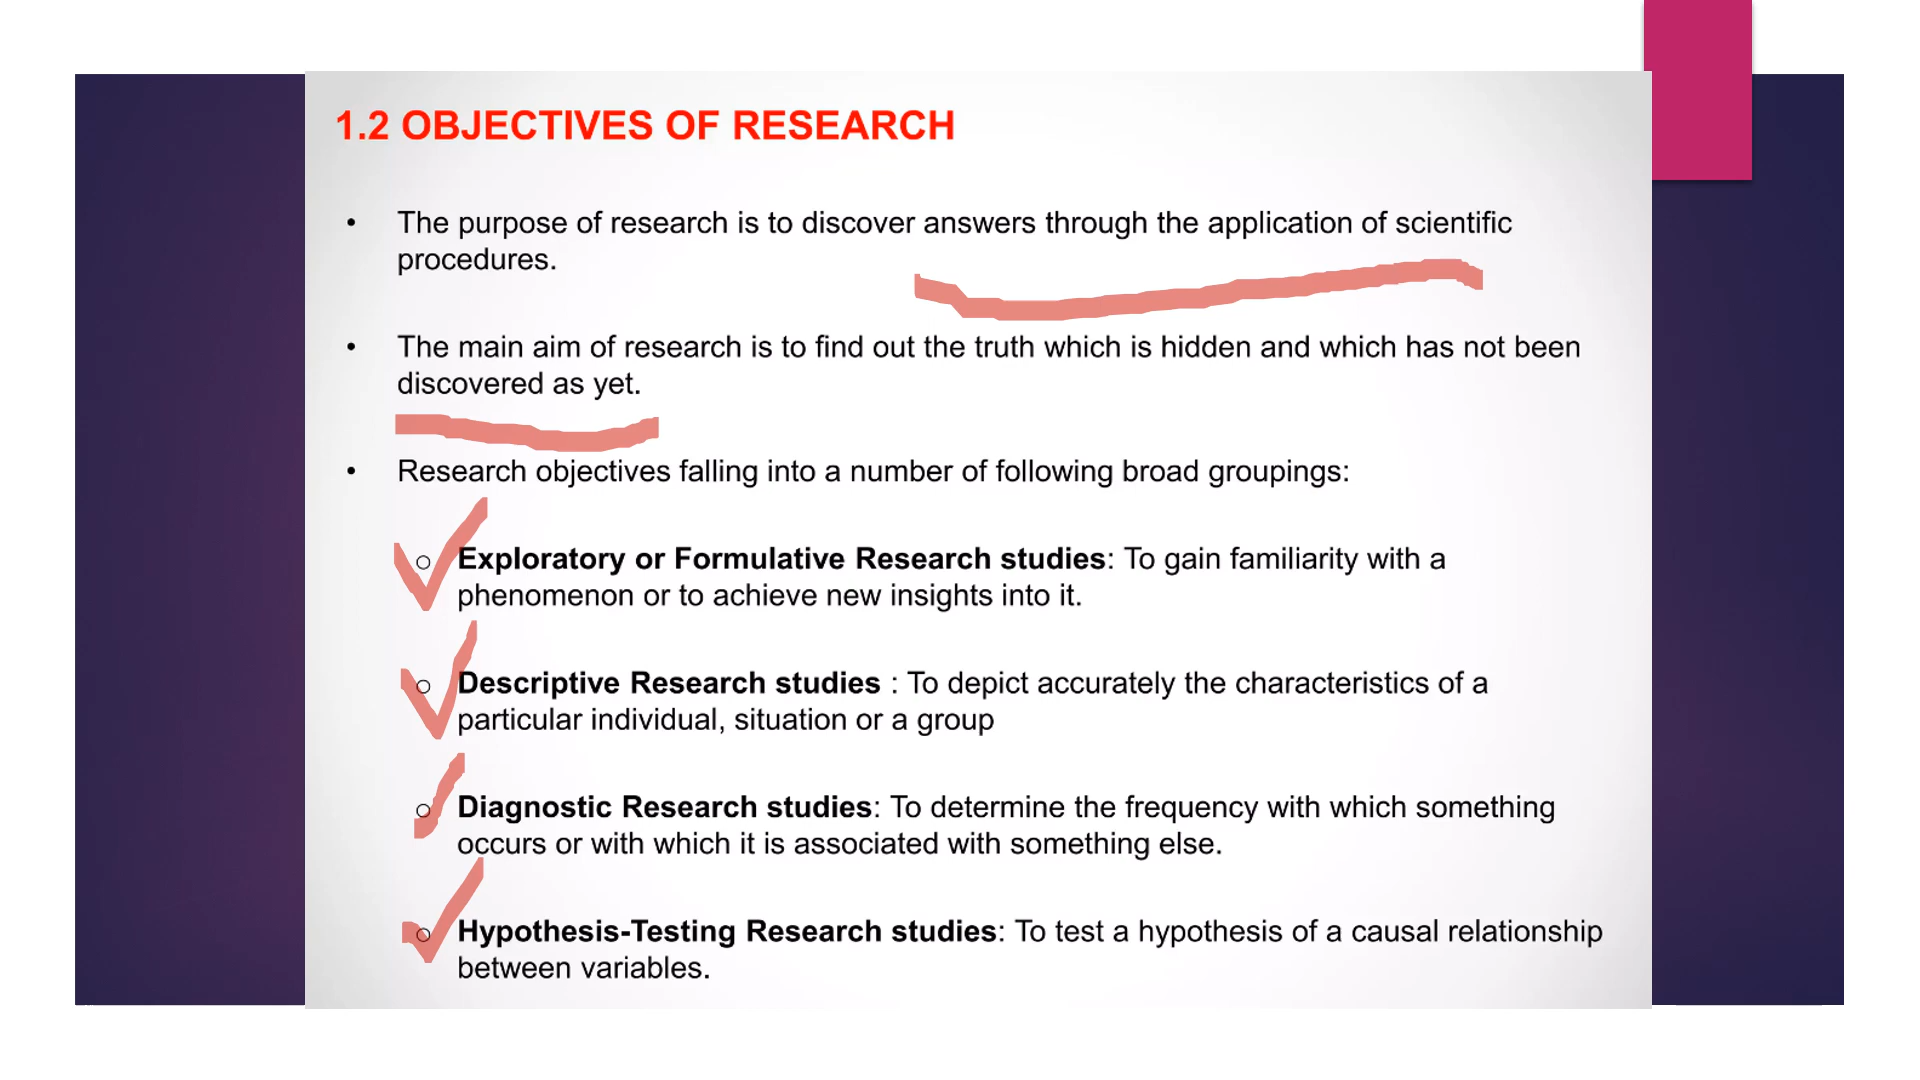 1.2 OBJECTIVES OF RESEARCH
• The purpose of research is to discover answers through the application of scientific
procedures.
• The main aim of research is to find out the truth which is hidden and which has not been
discovered as yet.
• Research objectives falling into a number of following broad groupings:
o Exploratory or Formulative Research studies: To gain familiarity with a
phenomenon or to achieve new insights into it.
o Descriptive Research studies : To depict accurately the characteristics of a
particular individual, situation or a group
o Diagnostic Research studies: To determine the frequency with which something
occurs or with which it is associated with something else.
o Hypothesis-Testing Research studies: To test a hypothesis of a causal relationship
between variables.